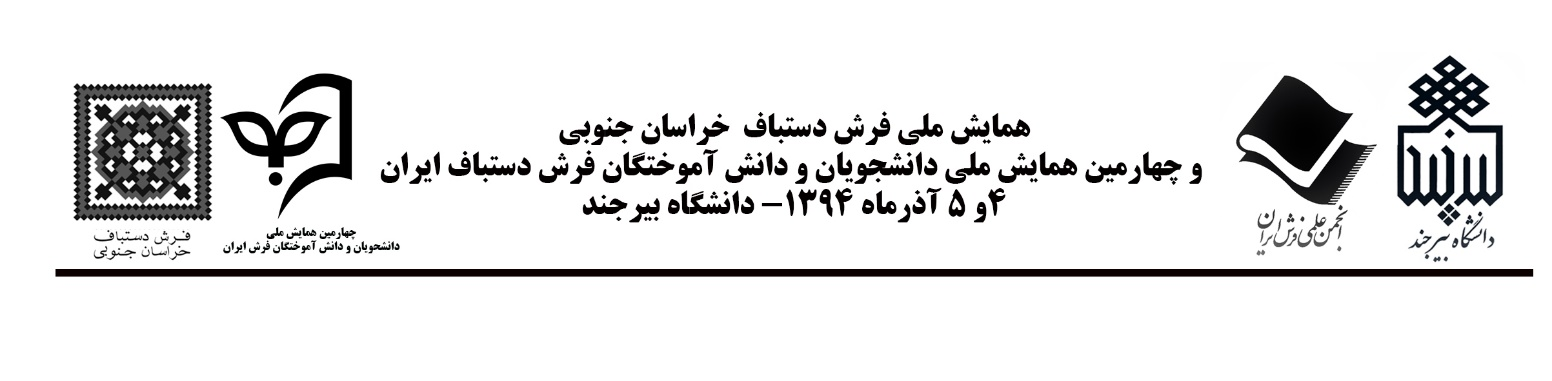 همایش ملی فرش دستباف خراسان جنوبی
و چهارمین همایش ملی دانشجویان و دانش آموختگان فرش دستباف ایران
۴و ۵ آذرماه ۱۳۹۴- دانشگاه بیرجند
بیرجند
دانشگاه بیرجند
انجمن علمی فرش ایران
چهارمین همایش ملی
دانشجویان و دانش آموختگان فرش ایران
فرش دستباف
خراسان جنوبی